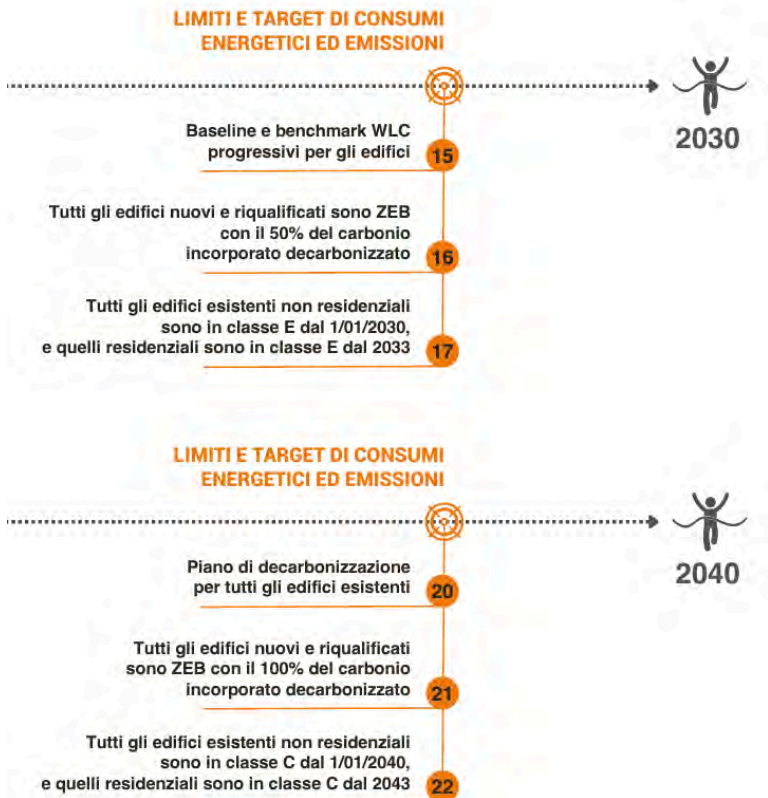 LIMITI E TARGET DI CONSUMI
ENERGETICI ED EMISSIONI
2030
Baseline e benchmark WLC
progressivi per gli edifici
15
Tutti gli edifici nuovi e riqualificati sono ZEB
con il 50% del carbonio
incorporato decarbonizzato
16
Tutti gli edifici esistenti non residenziali
sono in classe E dal 1/01/2030,
e quelli residenziali sono in classe E dal 2033
17
LIMITI E TARGET DI CONSUMI
ENERGETICI ED EMISSIONI
2040
Piano di decarbonizzazione
per tutti gli edifici esistenti
20
Tutti gli edifici nuovi e riqualificati
sono ZEB con il 100% del carbonio
incorporato decarbonizzato
21
Tutti gli edifici esistenti non residenziali
sono in classe C dal 1/01/2040,
e quelli residenziali sono in classe C dal 2043
22